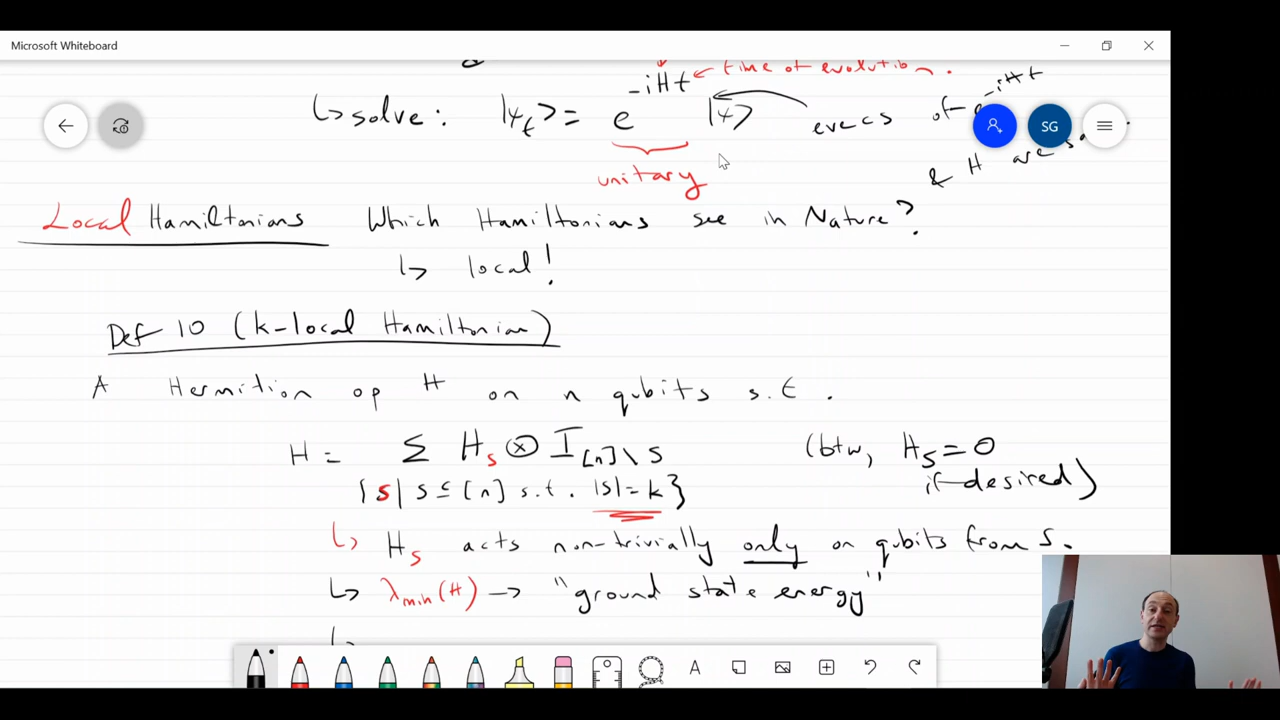 Microsoft Whiteboard
-iHt ← time of evolution.
↳ solve: |ψ_t> = e^{-iHt} |ψ> evecs of e^{-iHt}
unitary
& H are
SG
Local Hamiltonians Which Hamiltonians see in Nature?
↳ local!
Def 10 (k-local Hamiltonian)
A Hermition op H on n qubits s.t.
H = Σ H_S ⊗ I_{[n]\S} (btw, H_S = 0
{S | S ⊆ [n] s.t. |S| = k} if desired)
↳ H_S acts non-trivially only on qubits from S.
↳ λ_min(H) → "ground state energy"
↳
A